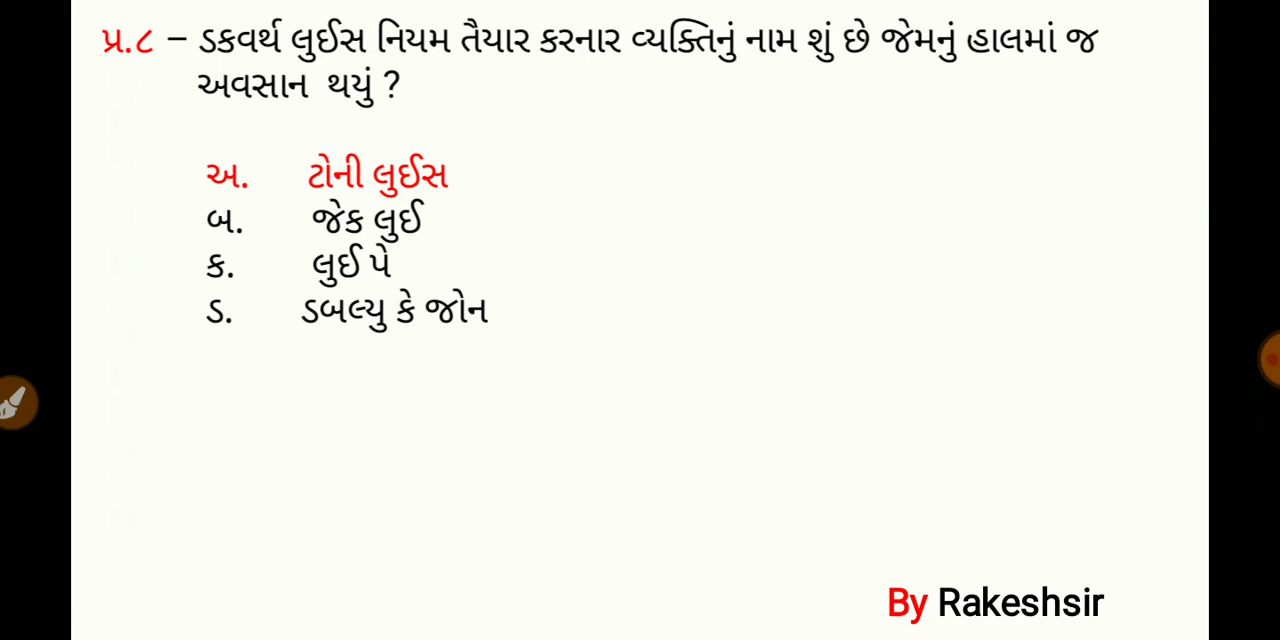 પ્ર.૮ – ડકવર્થ લુઈસ નિયમ તૈયાર કરનાર વ્યક્તિનું નામ શું છે જેમનું હાલમાં જ
અવસાન થયું ?
અ. ટોની લુઈસ
બ. જેક લુઈ
ક. લુઈ પે
ડ. ડબલ્યુ કે જોન
By Rakeshsir